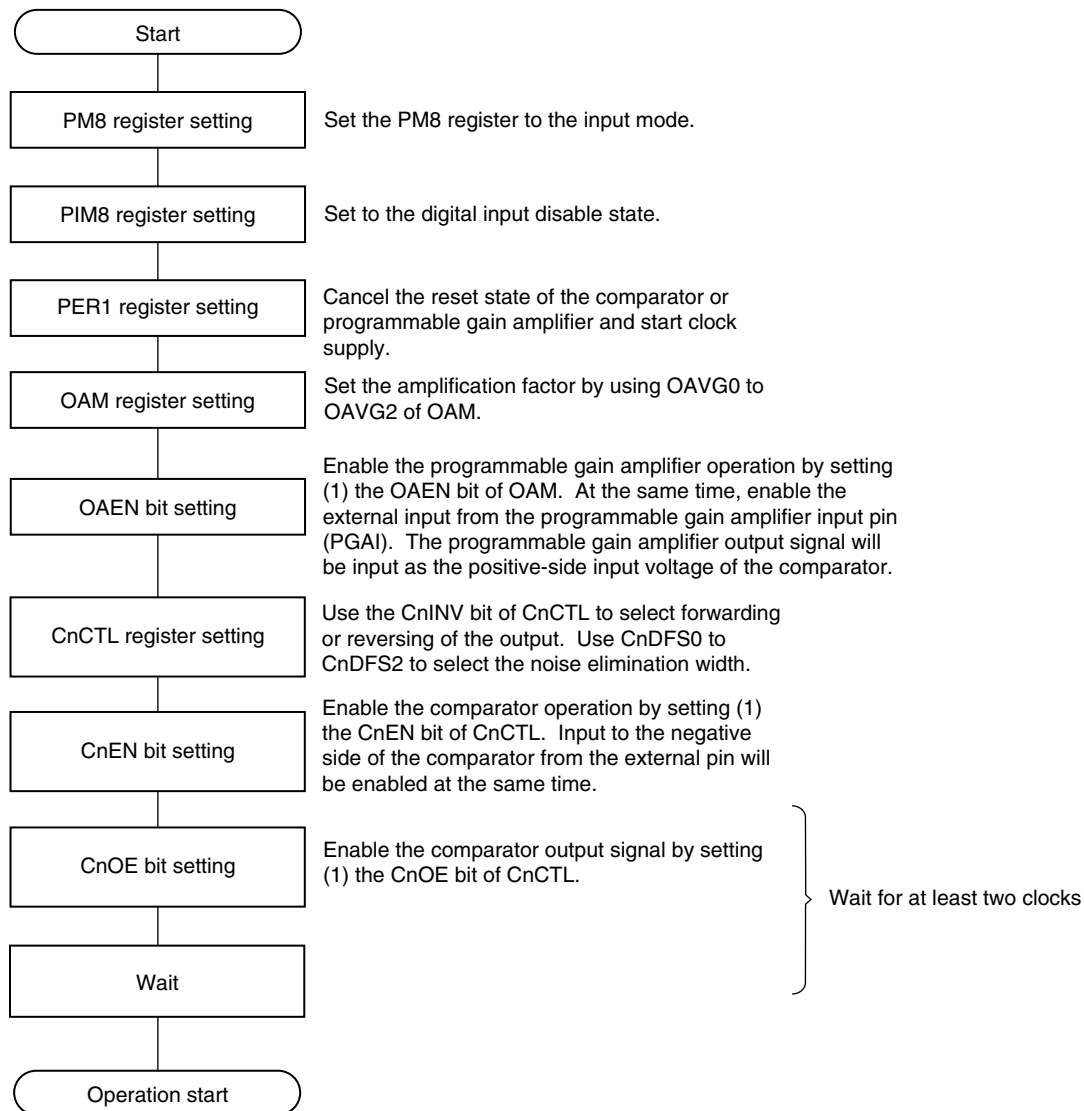 Start
PM8 register setting
Set the PM8 register to the input mode.
PIM8 register setting
Set to the digital input disable state.
PER1 register setting
Cancel the reset state of the comparator or
programmable gain amplifier and start clock
supply.
OAM register setting
Set the amplification factor by using OAVG0 to
OAVG2 of OAM.
OAEN bit setting
Enable the programmable gain amplifier operation by setting
(1) the OAEN bit of OAM.  At the same time, enable the
external input from the programmable gain amplifier input pin
(PGAI).  The programmable gain amplifier output signal will
be input as the positive-side input voltage of the comparator.
CnCTL register setting
Use the CnINV bit of CnCTL to select forwarding
or reversing of the output.  Use CnDFS0 to
CnDFS2 to select the noise elimination width.
CnEN bit setting
Enable the comparator operation by setting (1)
the CnEN bit of CnCTL.  Input to the negative
side of the comparator from the external pin will
be enabled at the same time.
CnOE bit setting
Enable the comparator output signal by setting
(1) the CnOE bit of CnCTL.
Wait for at least two clocks
Wait
Operation start